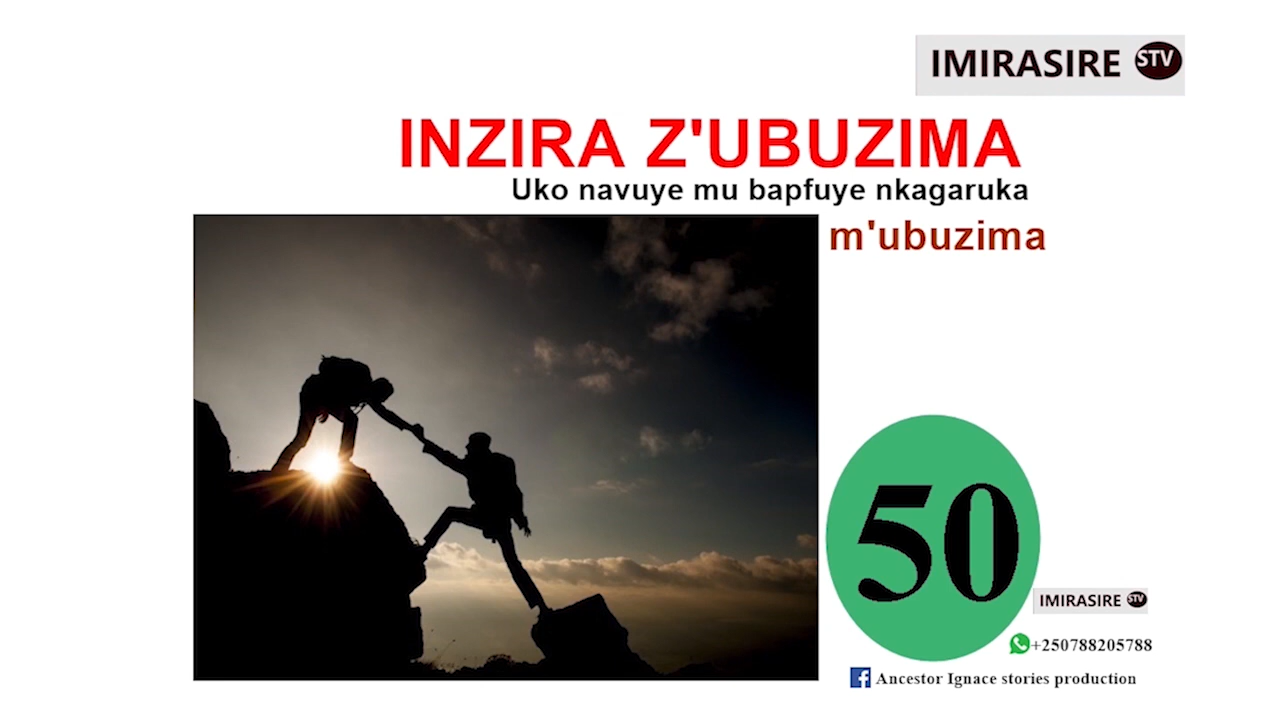 IMIRASIRE STV
INZIRA Z'UBUZIMA
Uko navuye mu bapfuye nkagaruka
m'ubuzima
50
IMIRASIRE STV
+250788205788
Ancestor Ignace stories production